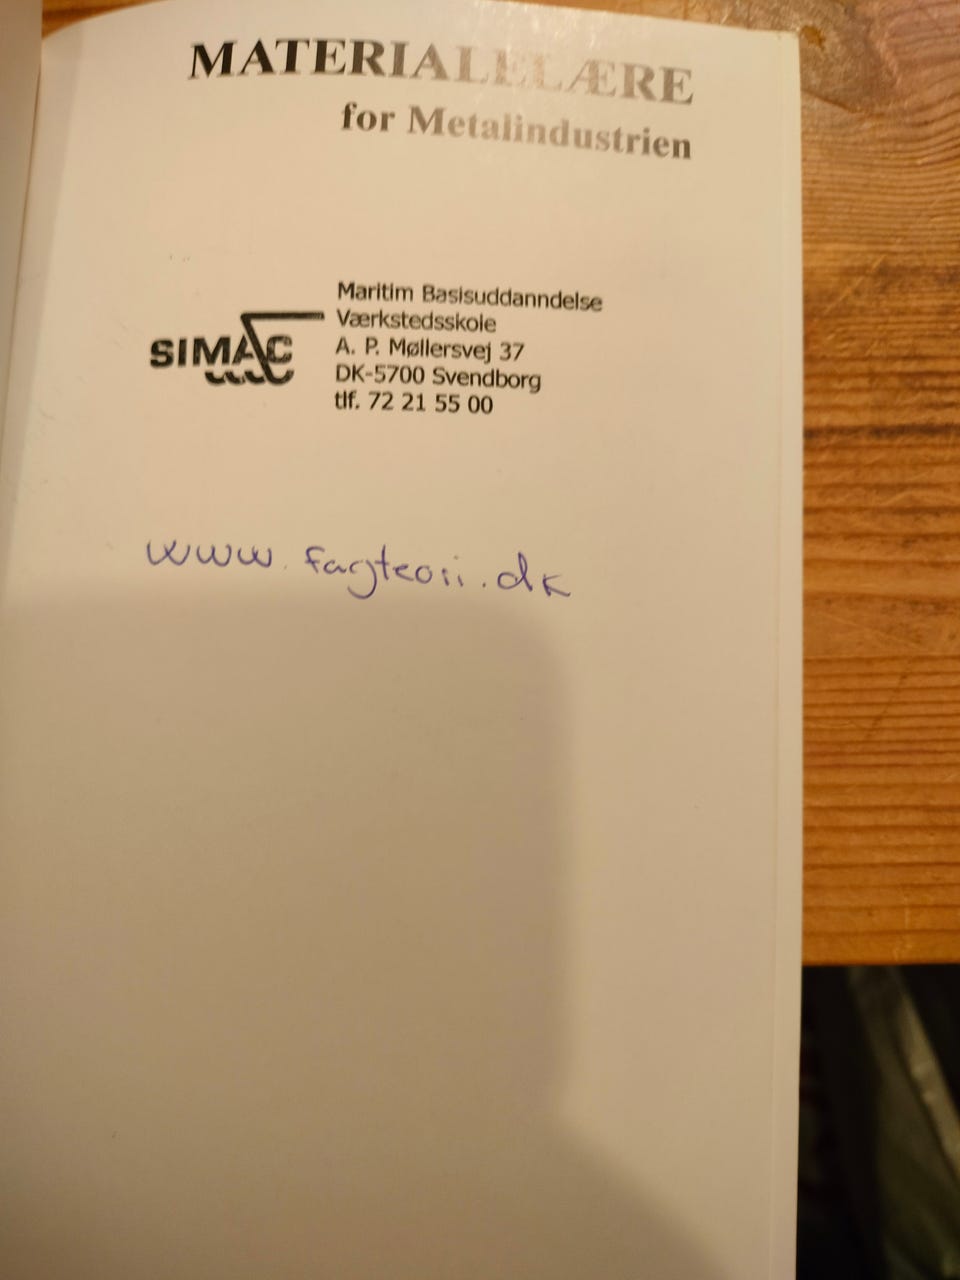 MATERIALELÆRE
for Metalindustrien
SIMAC
Maritim Basisuddanndelse
Værkstedsskole
A. P. Møllersvej 37
DK-5700 Svendborg
tlf. 72 21 55 00
www.fagteori.dk